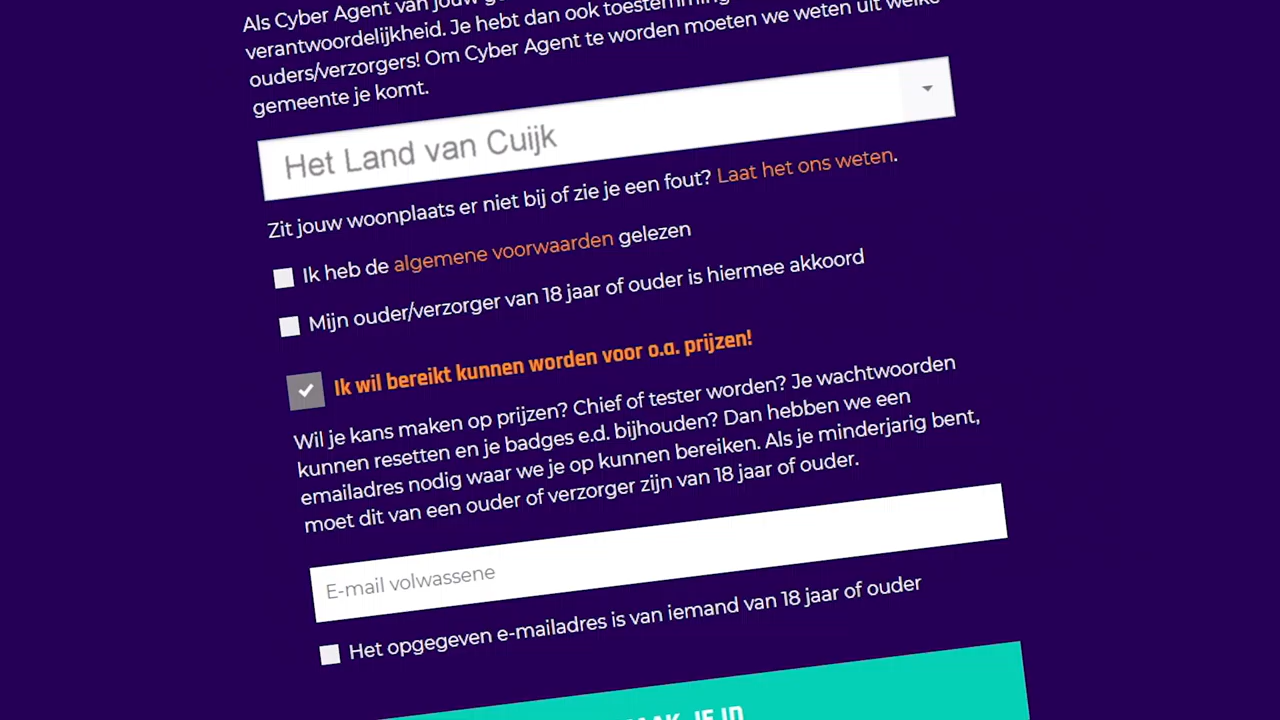 Als Cyber Agent van jouw
verantwoordelijkheid. Je hebt dan ook toestemming
ouders/verzorgers! Om Cyber Agent te worden moeten we weten uit welke
gemeente je komt.
Het Land van Cuijk
Zit jouw woonplaats er niet bij of zie je een fout? Laat het ons weten.
Ik heb de algemene voorwaarden gelezen
Mijn ouder/verzorger van 18 jaar of ouder is hiermee akkoord
Ik wil bereikt kunnen worden voor o.a. prijzen!
Wil je kans maken op prijzen? Chief of tester worden? Je wachtwoorden
kunnen resetten en je badges e.d. bijhouden? Dan hebben we een
emailadres nodig waar we je op kunnen bereiken. Als je minderjarig bent,
moet dit van een ouder of verzorger zijn van 18 jaar of ouder.
E-mail volwassene
Het opgegeven e-mailadres is van iemand van 18 jaar of ouder
JE ID